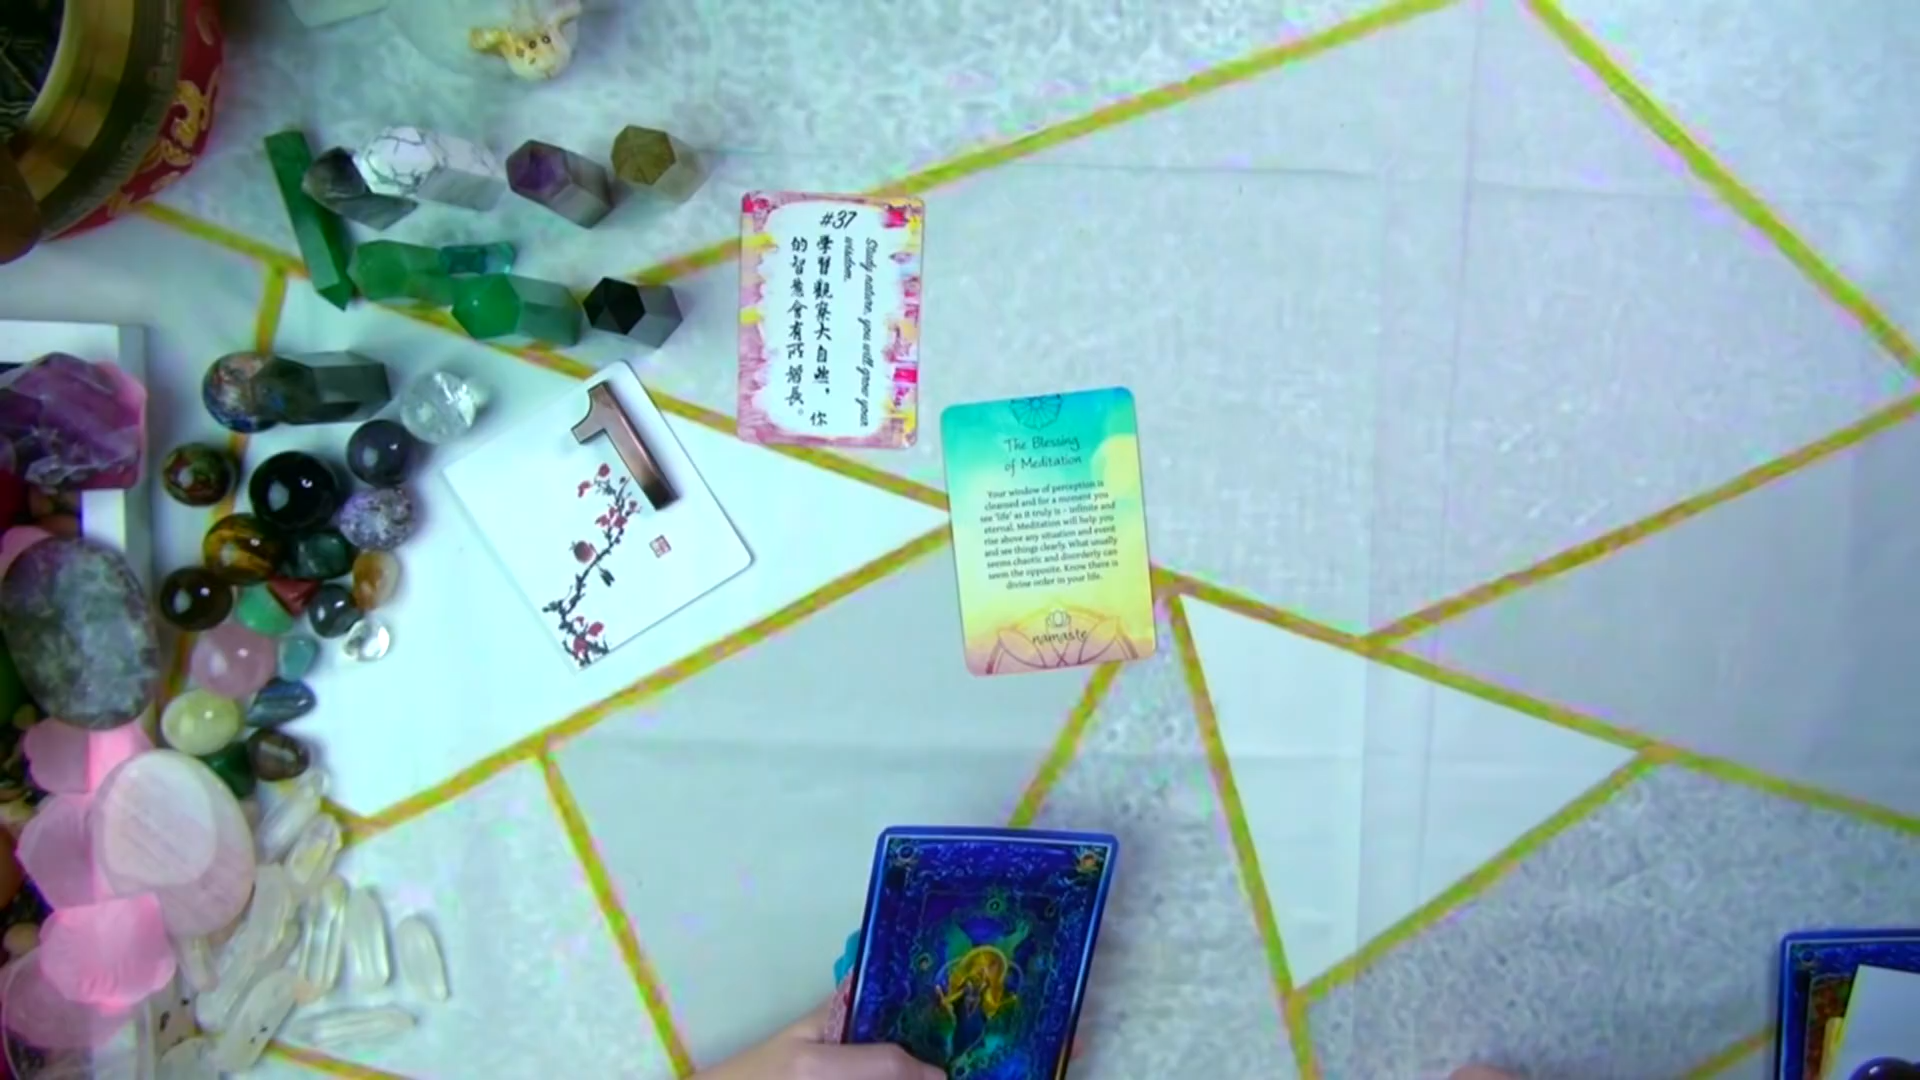 #37
Study nature, you will grow your
wisdom.
學習觀察大自然，你
的智慧會有所增長。
1
The Blessing
of Meditation
Your window of perception is
cleansed and for a moment you
see 'life' as it truly is - infinite and
eternal. Meditation will help you
rise above any situation and event
and see things clearly. What usually
seems chaotic and disorderly can
seem the opposite. Know there is
divine order in your life.
namaste